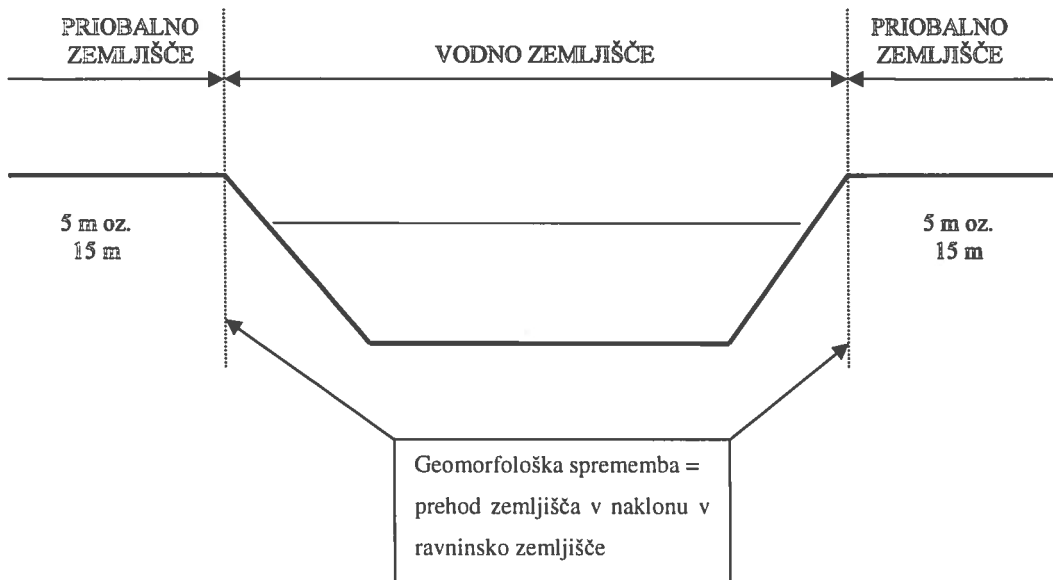 PRIOBALNO
ZEMLJIŠČE
VODNO ZEMLJIŠČE
PRIOBALNO
ZEMLJIŠČE
5 m oz.
15 m
5 m oz.
15 m
Geomorfološka sprememba =
prehod zemljišča v naklonu v
ravninsko zemljišče